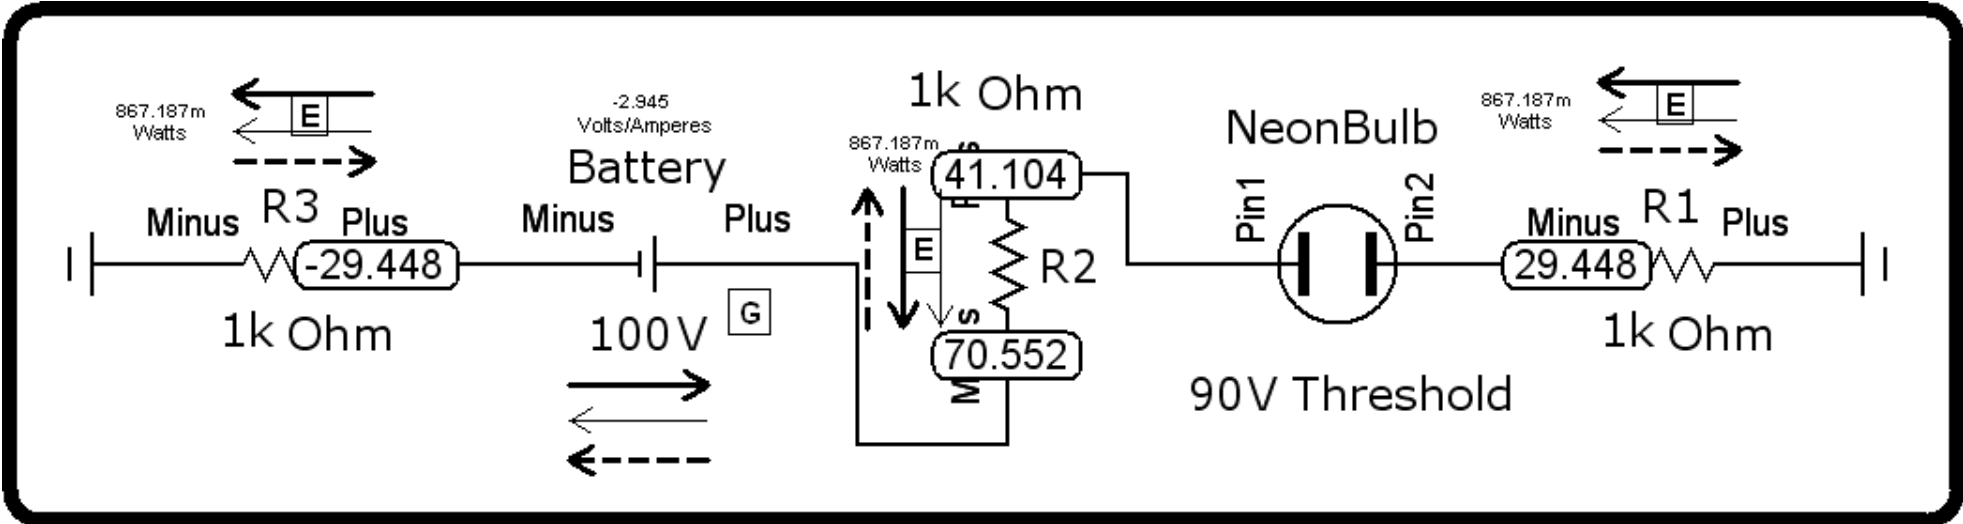 1k Ohm
867.187m
Watts
E
-2.945
Volts/Amperes
Battery
867.187m
Watts
41.104
E
R2
70.552
NeonBulb
Pin1
Pin2
867.187m
Watts
E
Minus
R3
Plus
-29.448
1k Ohm
Minus
Plus
100V
G
90V Threshold
Minus
R1
Plus
29.448
1k Ohm